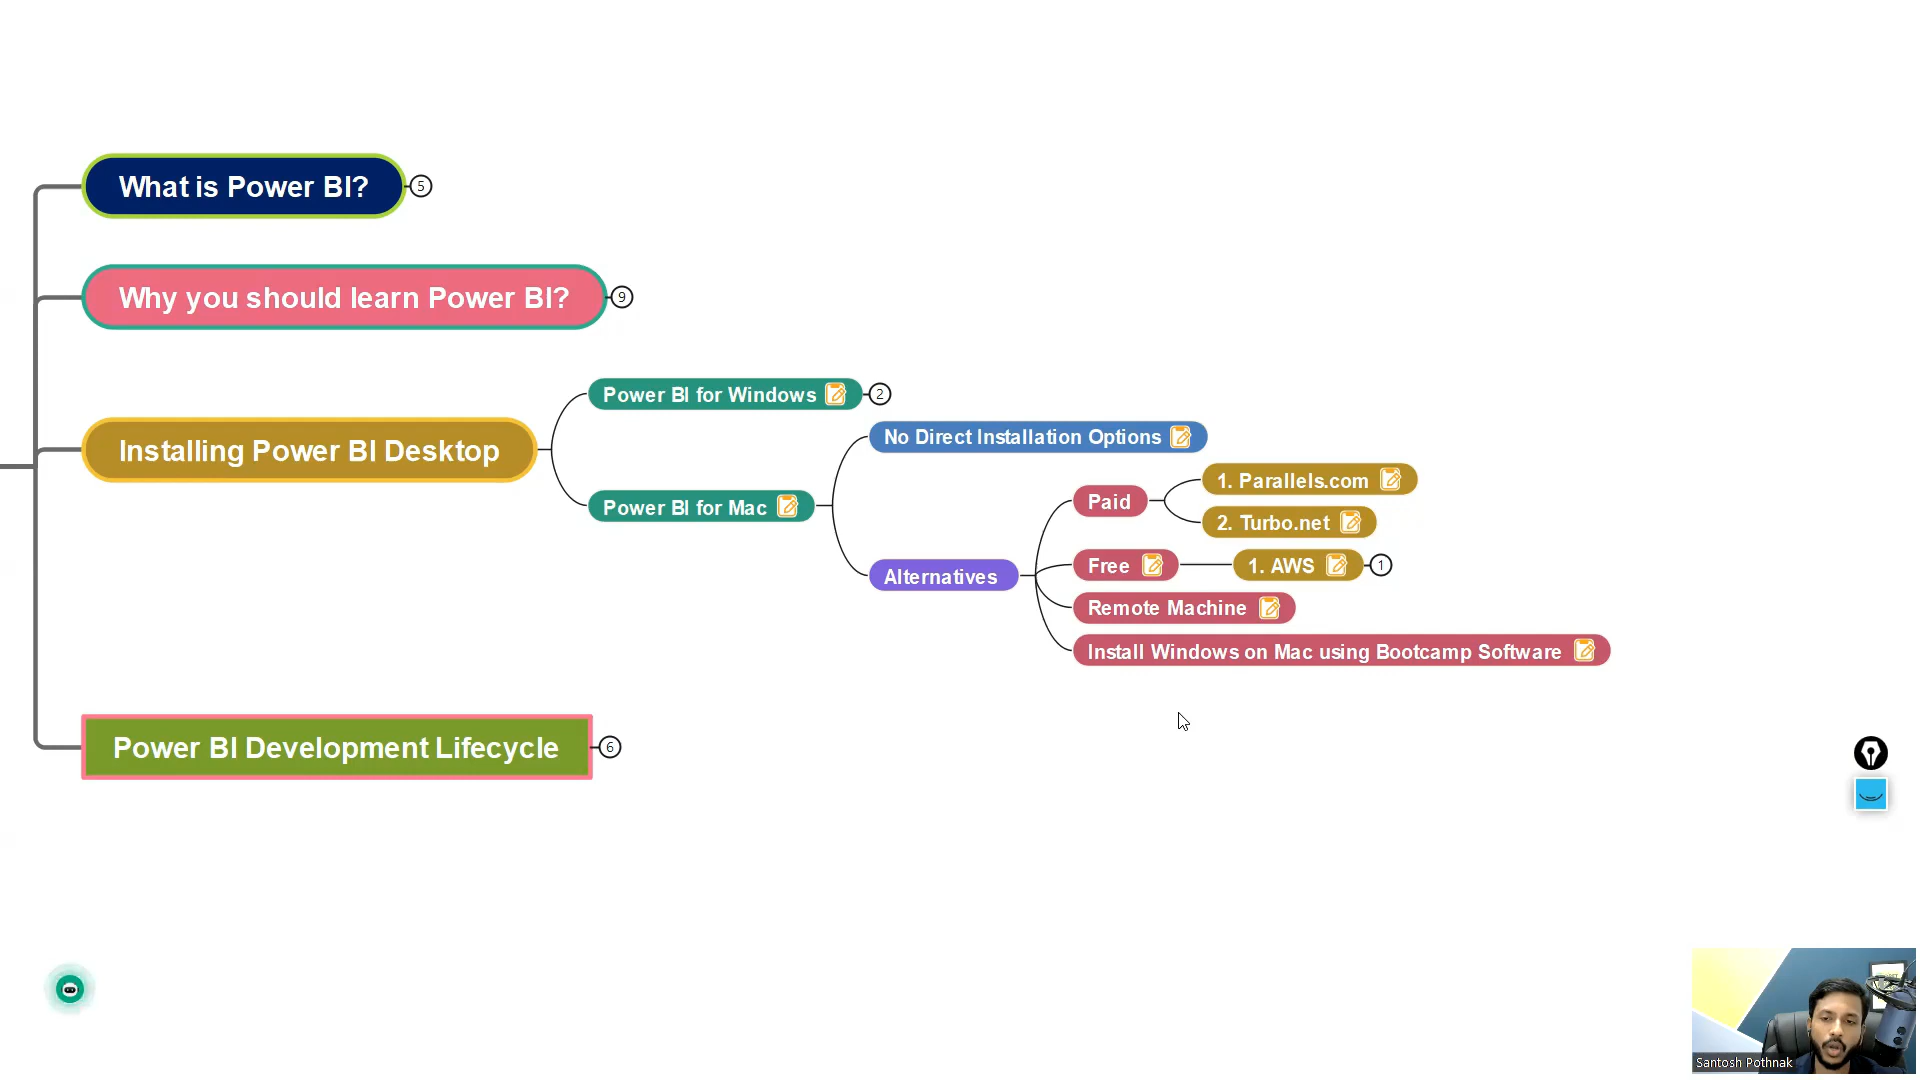 What is Power BI?
5
Why you should learn Power BI?
9
Installing Power BI Desktop
Power BI for Windows
2
Power BI for Mac
No Direct Installation Options
Alternatives
Paid
1. Parallels.com
2. Turbo.net
Free
1. AWS
1
Remote Machine
Install Windows on Mac using Bootcamp Software
Power BI Development Lifecycle
6
Santosh Pothnak